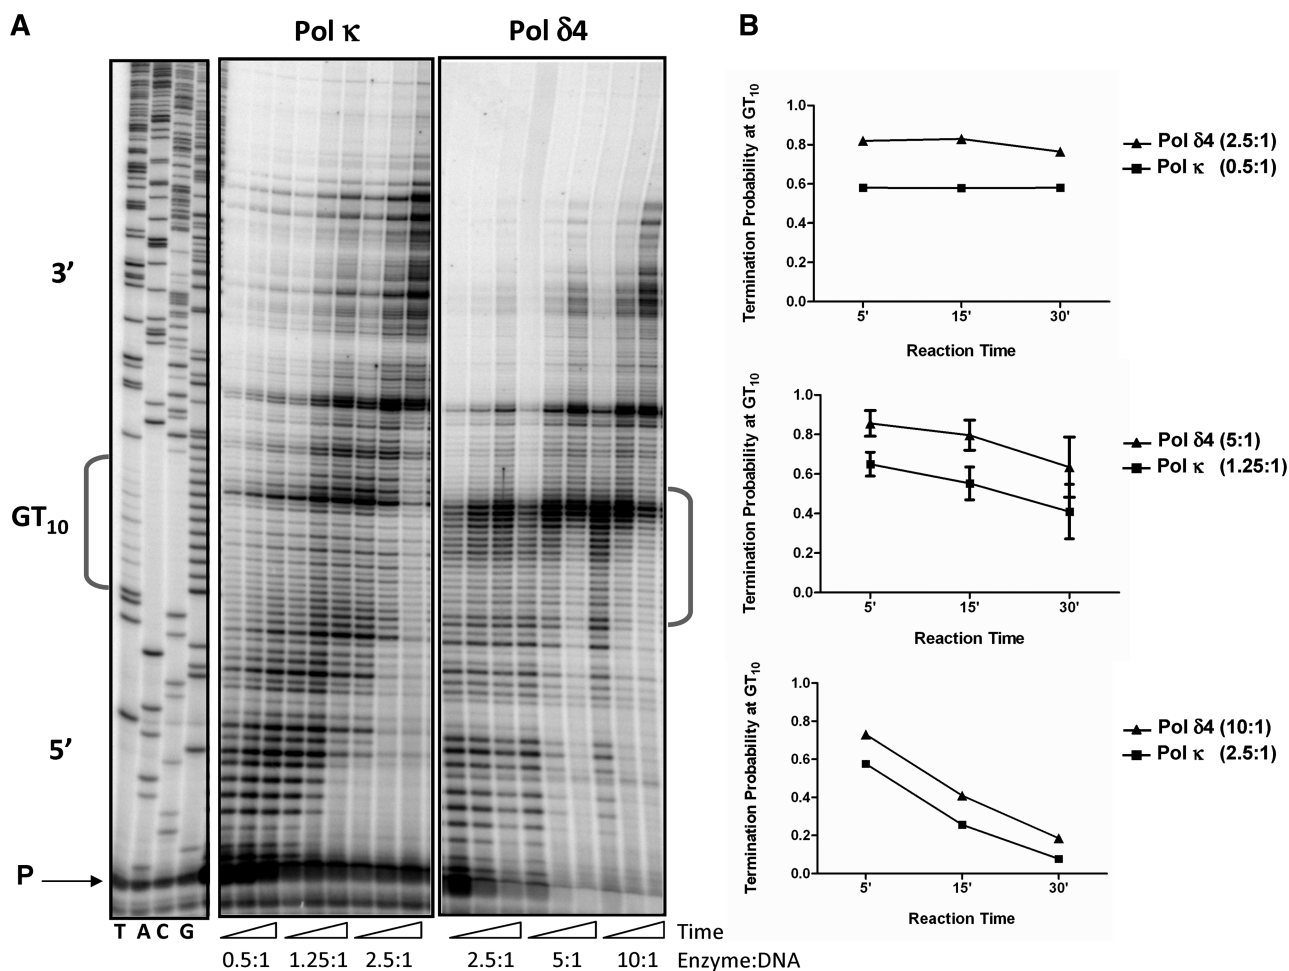 A
Pol κ
Pol δ4
3’
GT10
5’
P
T A C G
Time
0.5:1 1.25:1 2.5:1 2.5:1 5:1 10:1 Enzyme:DNA
B
Termination Probability at GT10
1.0
0.8
0.6
0.4
0.2
0.0
5' 15' 30'
Reaction Time
Pol δ4 (2.5:1)
Pol κ (0.5:1)
Termination Probability at GT10
1.0
0.8
0.6
0.4
0.2
0.0
5' 15' 30'
Reaction Time
Pol δ4 (5:1)
Pol κ (1.25:1)
Termination Probability at GT10
1.0
0.8
0.6
0.4
0.2
0.0
5' 15' 30'
Reaction Time
Pol δ4 (10:1)
Pol κ (2.5:1)